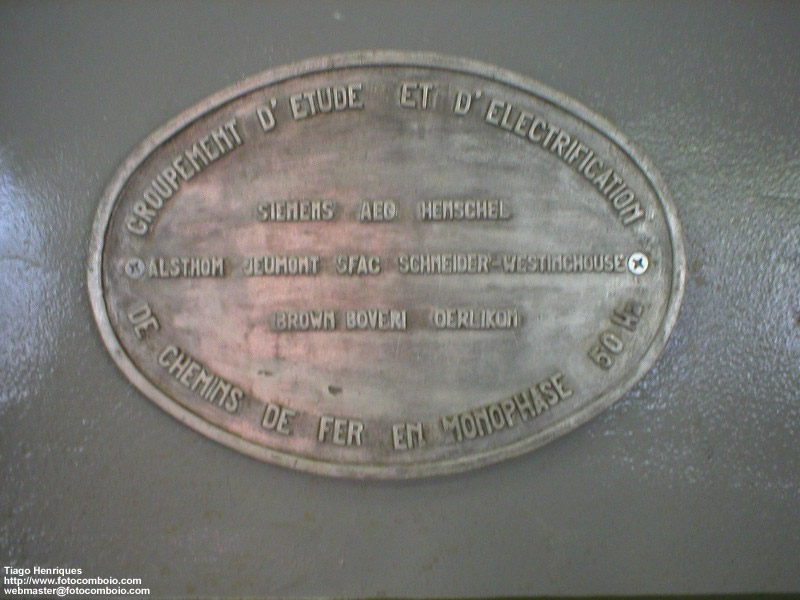 GROUPEMENT D'ETUDE ET D'ELECTRIFICATION
SIEMENS AEG HENSCHEL
ALSTHOM JEUMONT SFAC SCHNEIDER-WESTINGHOUSE
BROWN BOVERI OERLIKON
DE CHEMINS DE FER EN MONOPHASE 50 Hz
Tiago Henriques
http://www.fotocomboio.com
webmaster@fotocomboio.com